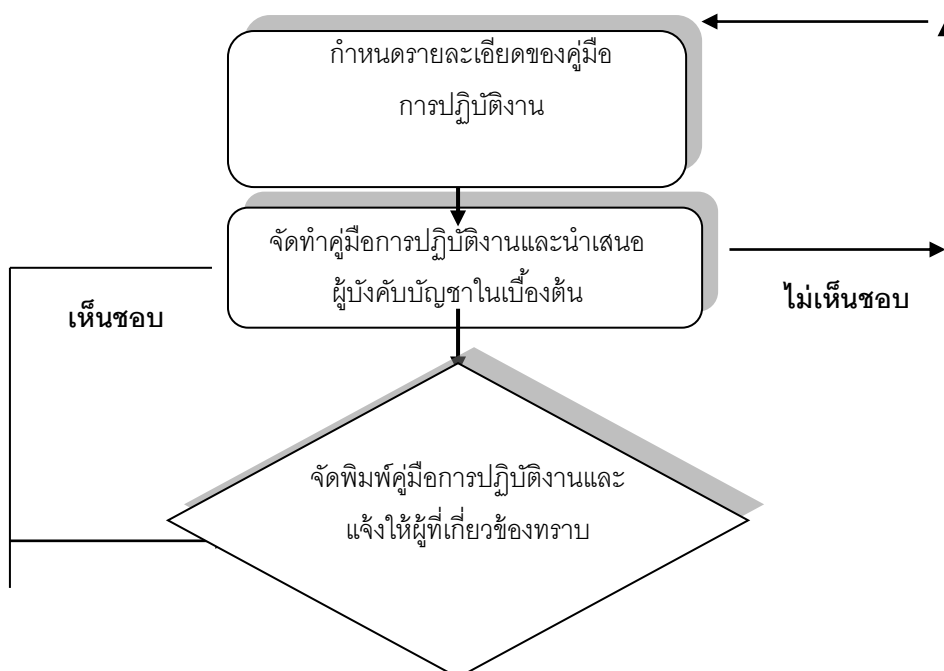 กำหนดรายละเอียดของคู่มือ
การปฏิบัติงาน
จัดทำคู่มือการปฏิบัติงานและนำเสนอ
ผู้บังคับบัญชาในเบื้องต้น
เห็นชอบ
ไม่เห็นชอบ
จัดพิมพ์คู่มือการปฏิบัติงานและ
แจ้งให้ผู้ที่เกี่ยวข้องทราบ